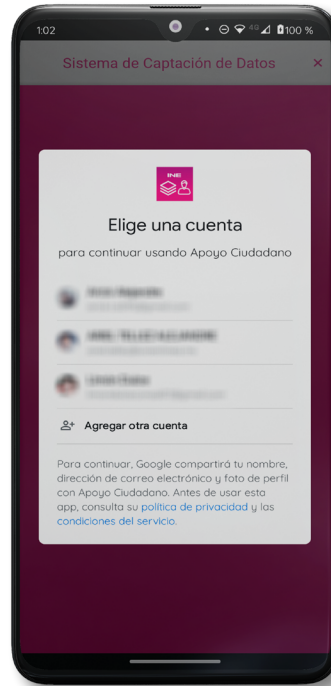 1:02
4G
100 %
Sistema de Captación de Datos
×
INE
Elige una cuenta
para continuar usando Apoyo Ciudadano
Agregar otra cuenta
Para continuar, Google compartirá tu nombre,
dirección de correo electrónico y foto de perfil
con Apoyo Ciudadano. Antes de usar esta
app, consulta su política de privacidad y las
condiciones del servicio.